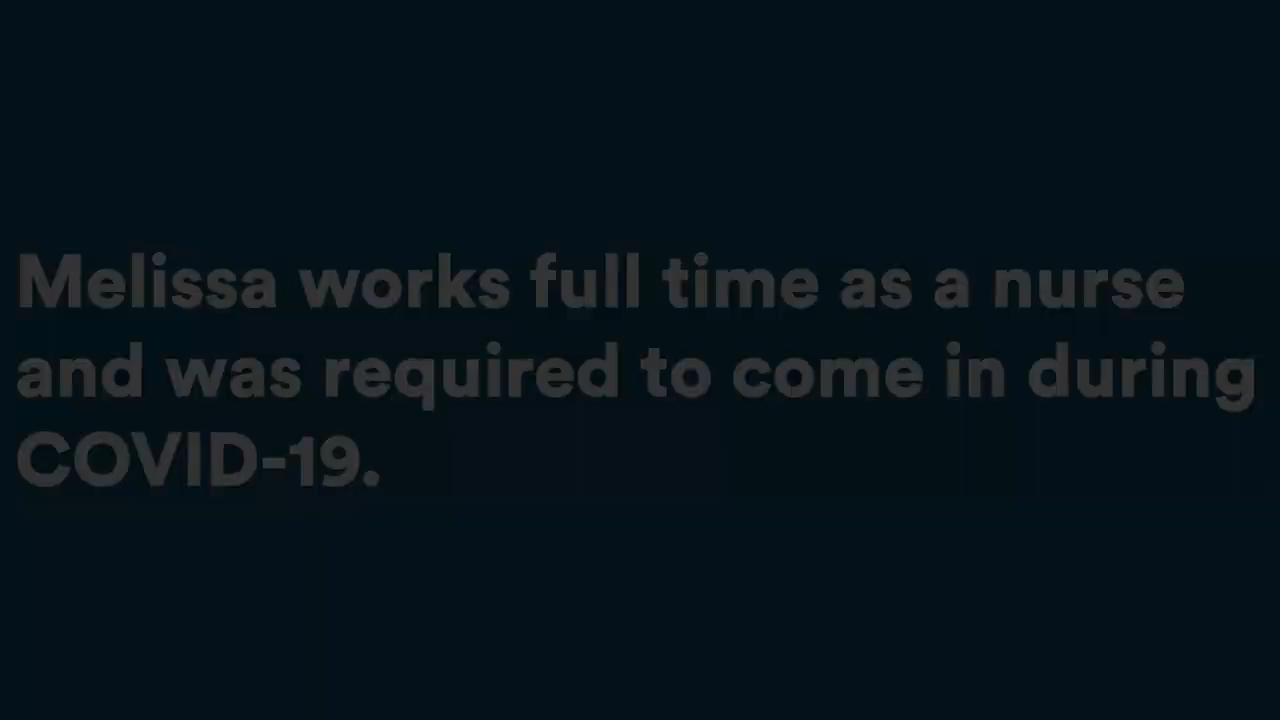 Melissa works full time as a nurse
and was required to come in during
COVID-19.